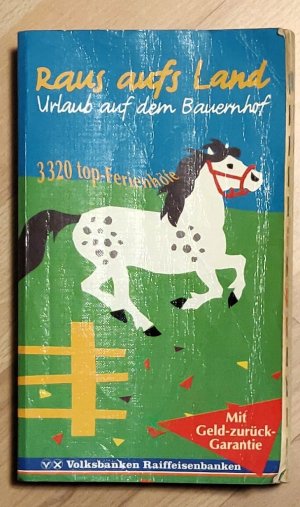 Raus aufs Land
Urlaub auf dem Bauernhof
3320 top-Ferienhöfe
Mit
Geld-zurück-
Garantie
Volksbanken Raiffeisenbanken